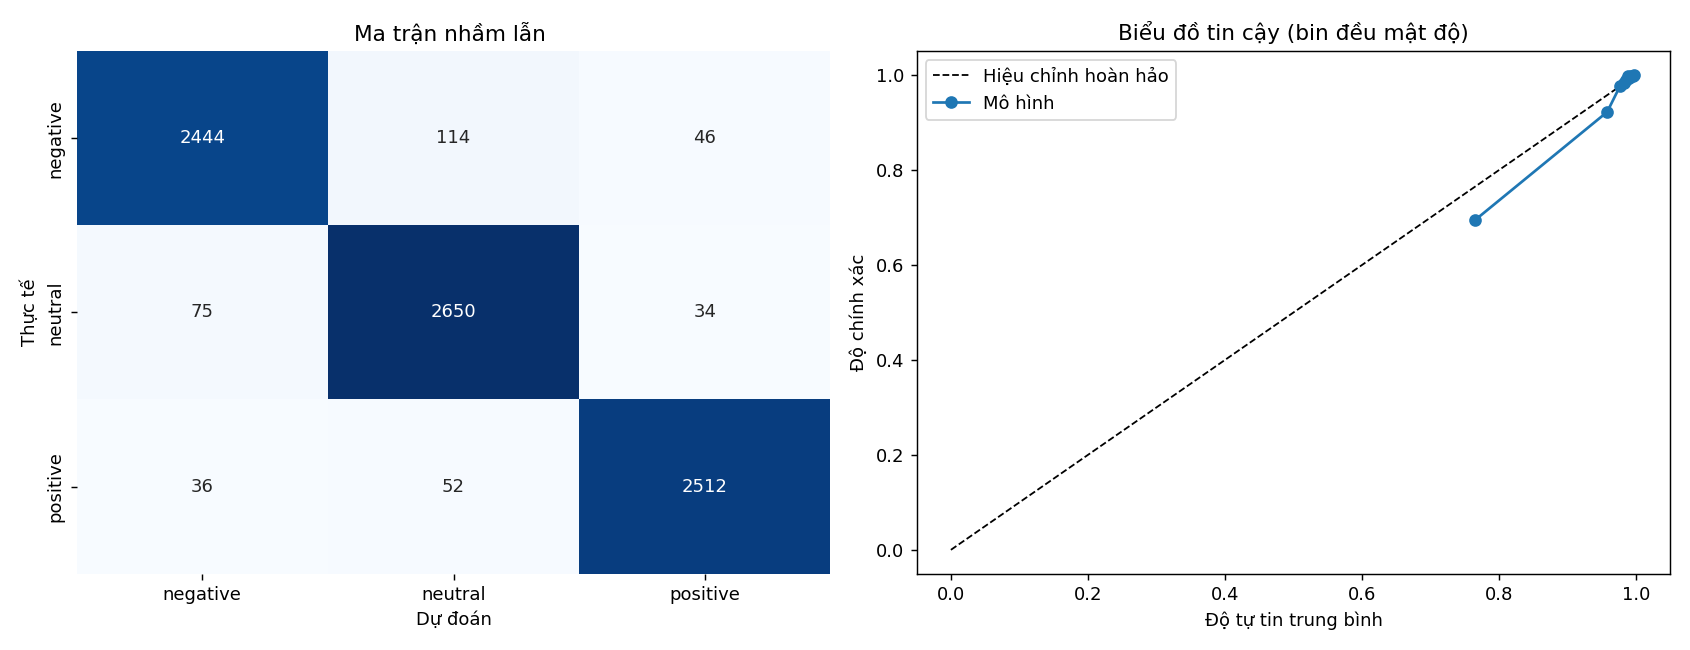 Ma trận nhầm lẫn
Thực tế
negative
2444 114 46
neutral
75 2650 34
positive
36 52 2512
negative neutral positive
Dự đoán
Biểu đồ tin cậy (bin đều mật độ)
Hiệu chỉnh hoàn hảo
Mô hình
Độ chính xác
1.0
0.8
0.6
0.4
0.2
0.0
0.0 0.2 0.4 0.6 0.8 1.0
Độ tự tin trung bình